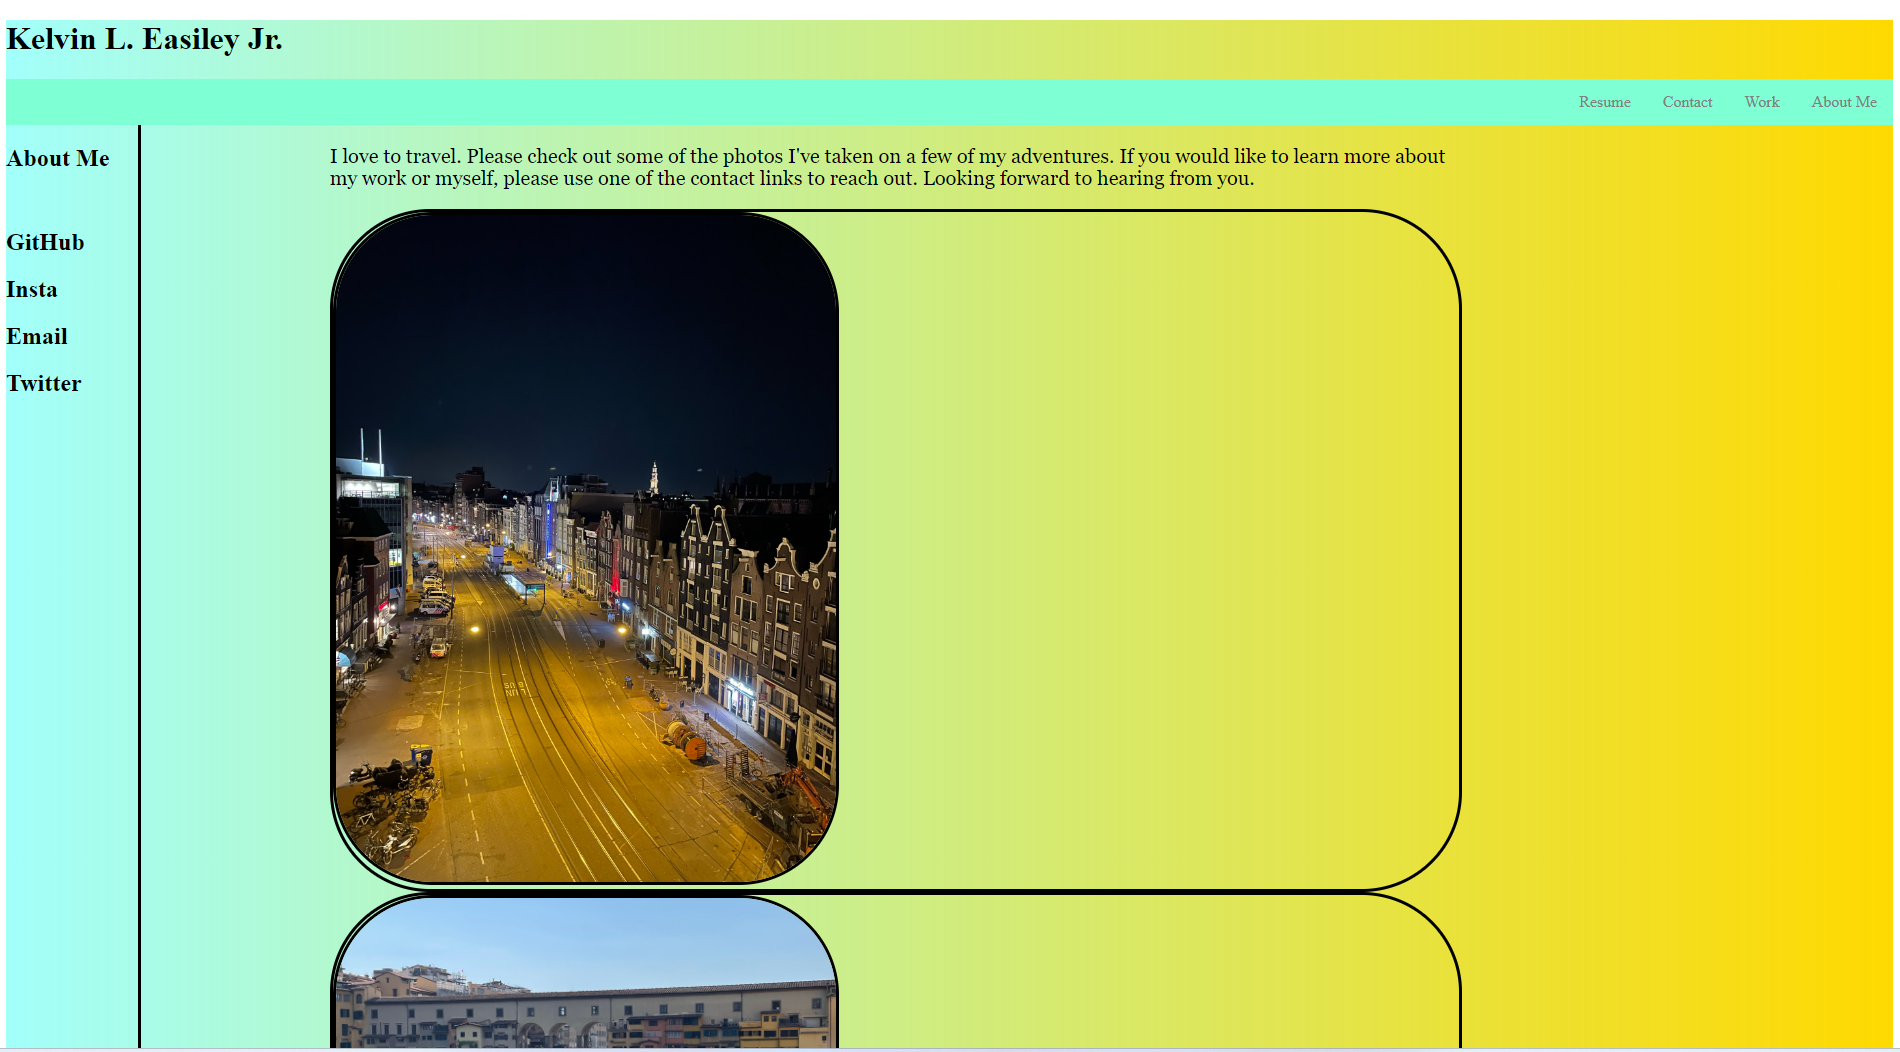 Kelvin L. Easiley Jr.
Resume Contact Work About Me
About Me
GitHub
Insta
Email
Twitter
I love to travel. Please check out some of the photos I've taken on a few of my adventures. If you would like to learn more about
my work or myself, please use one of the contact links to reach out. Looking forward to hearing from you.